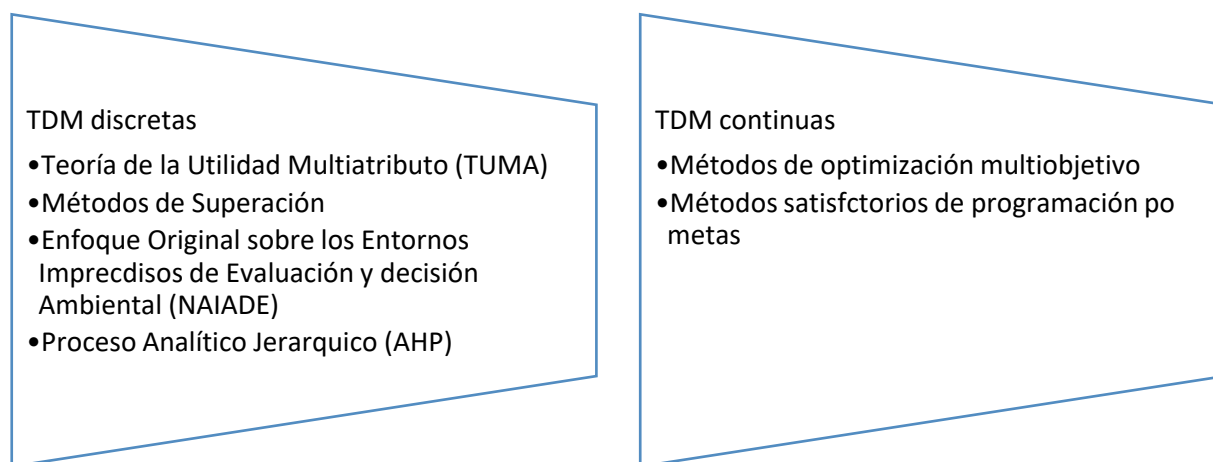 TDM discretas
•Teoría de la Utilidad Multiatributo (TUMA)
•Métodos de Superación
•Enfoque Original sobre los Entornos
Imprecdisos de Evaluación y decisión
Ambiental (NAIADE)
•Proceso Analítico Jerarquico (AHP)
TDM continuas
•Métodos de optimización multiobjetivo
•Métodos satisfctorios de programación po
metas